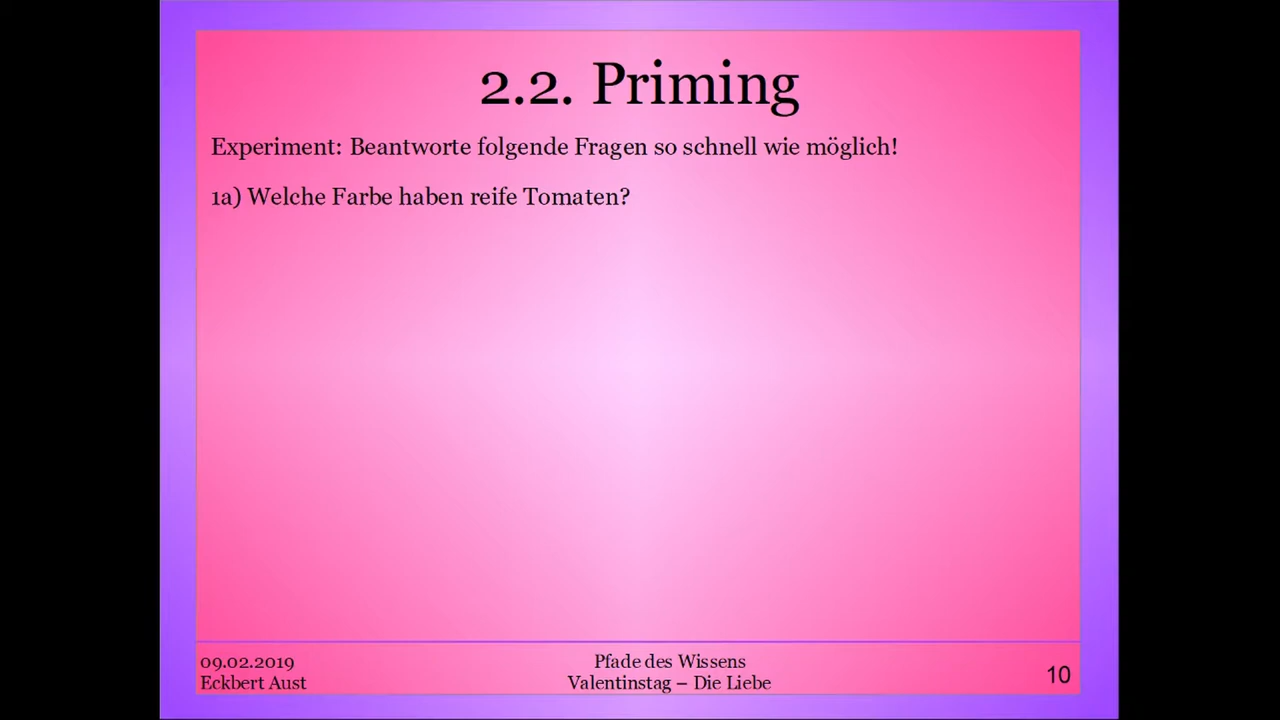 2.2. Priming
Experiment: Beantworte folgende Fragen so schnell wie möglich!
1a) Welche Farbe haben reife Tomaten?
09.02.2019
Eckbert Aust
Pfade des Wissens
Valentinstag – Die Liebe
10